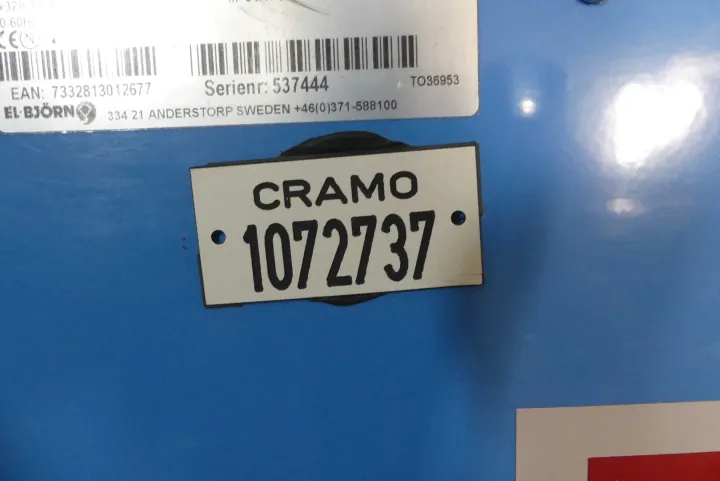 EAN: 7332813012677
Serienr: 537444
TO36953
EL·BJÖRN
334 21 ANDERSTORP SWEDEN +46(0)371-588100
CRAMO
1072737